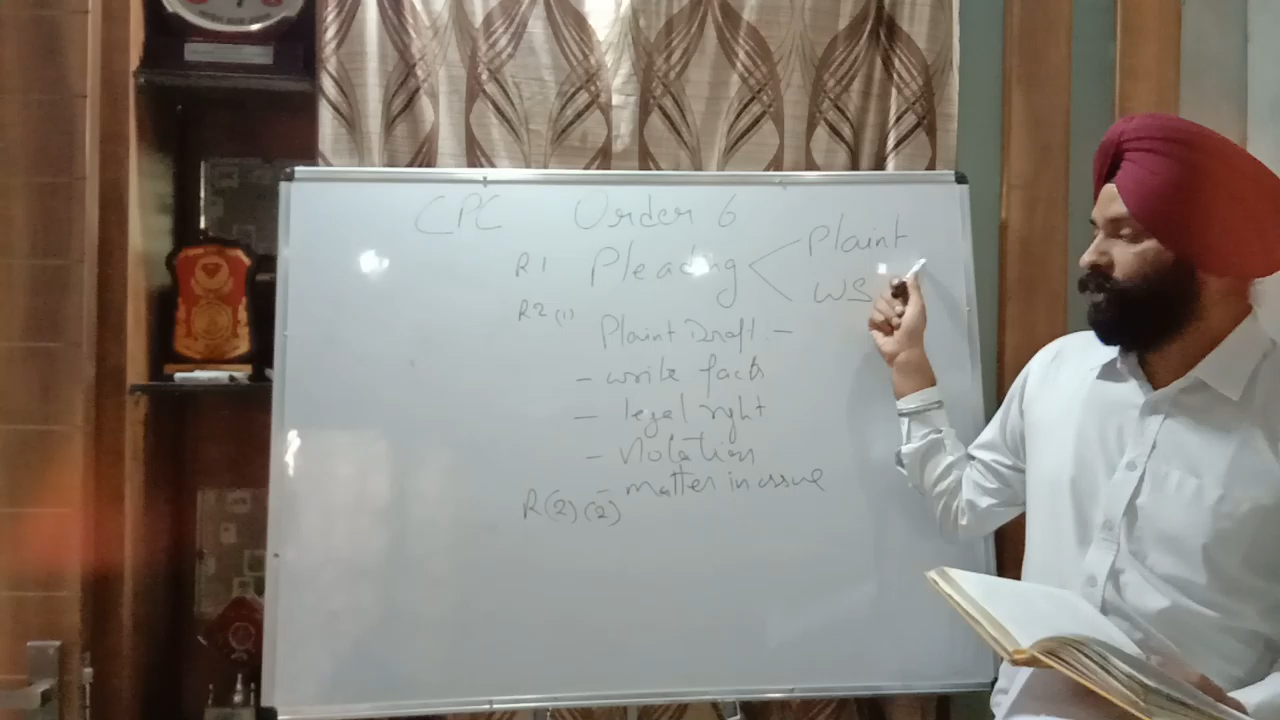 CPC Order 6
R1 Pleading < Plaint
WS
R2 (1)
Plaint Draft -
- write facts
- legal right
- Violation
- matter in issue
R(2) (2)